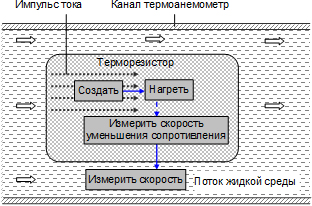 Импульс тока
Канал термоанемометр
Терморезистор
Создать
Нагреть
Измерить скорость
уменьшения сопротивления
Измерить скорость
Поток жидкой среды